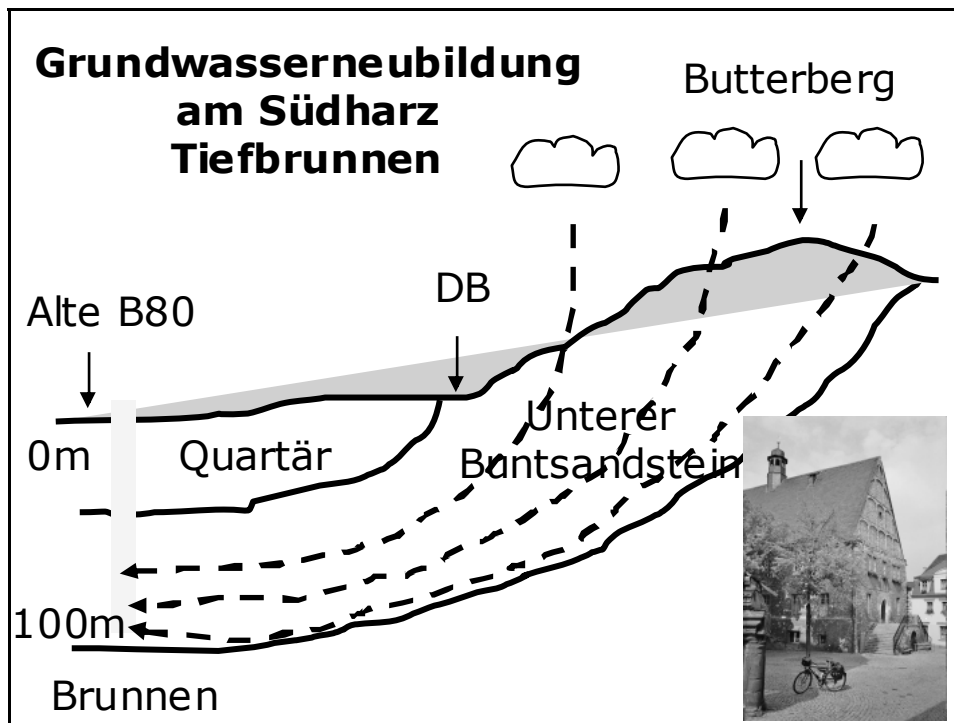 Grundwasserneubildung
am Südharz
Tiefbrunnen
Butterberg
DB
Alte B80
0m
Quartär
Unterer
Buntsandstein
100m
Brunnen